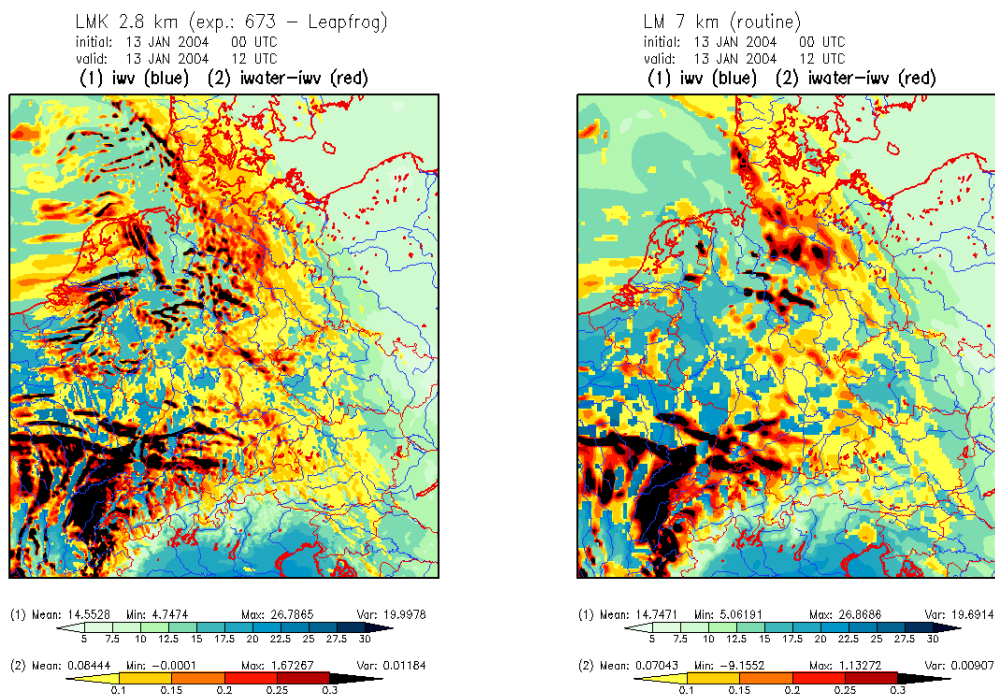 LMK 2.8 km (exp.: 673 – Leapfrog)
initial: 13 JAN 2004 00 UTC
valid: 13 JAN 2004 12 UTC
(1) iwv (blue) (2) iwater-iwv (red)
(1) Mean: 14.5528 Min: 4.7474 Max: 26.7865 Var: 19.9978
5 7.5 10 12.5 15 17.5 20 22.5 25 27.5 30
(2) Mean: 0.08444 Min: -0.0001 Max: 1.67267 Var: 0.01184
0.1 0.15 0.2 0.25 0.3
LM 7 km (routine)
initial: 13 JAN 2004 00 UTC
valid: 13 JAN 2004 12 UTC
(1) iwv (blue) (2) iwater-iwv (red)
(1) Mean: 14.7471 Min: 5.06191 Max: 26.8686 Var: 19.6914
5 7.5 10 12.5 15 17.5 20 22.5 25 27.5 30
(2) Mean: 0.07043 Min: -9.1552 Max: 1.13272 Var: 0.00907
0.1 0.15 0.2 0.25 0.3